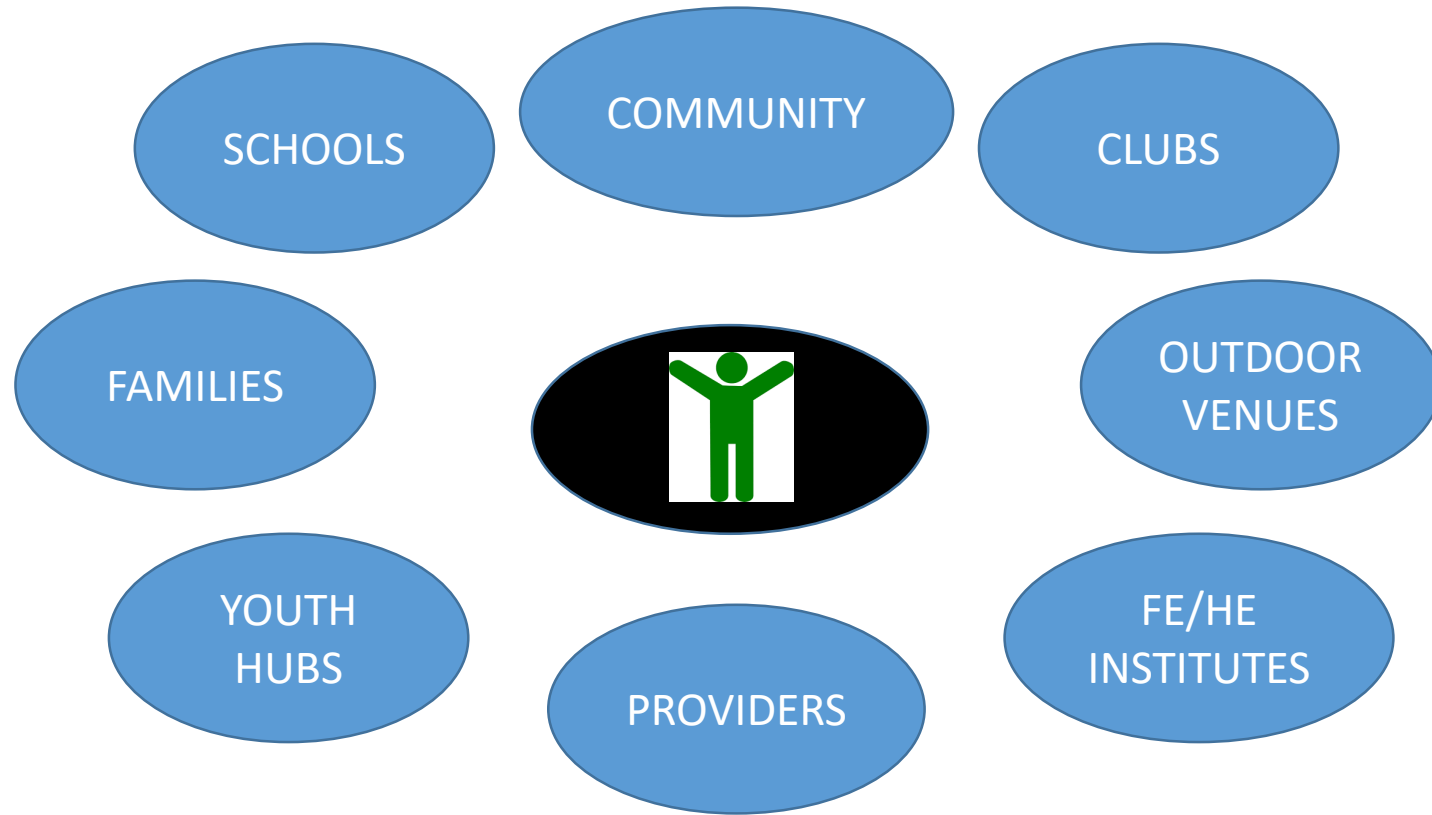 SCHOOLS
COMMUNITY
CLUBS
FAMILIES
OUTDOOR
VENUES
YOUTH
HUBS
PROVIDERS
FE/HE
INSTITUTES